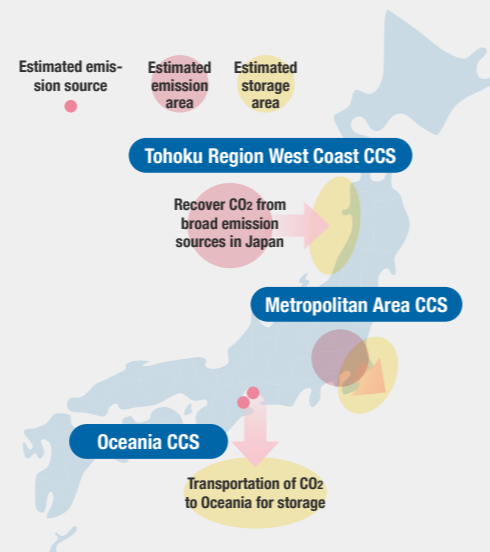 Estimated emis-
sion source
Estimated
emission
area
Estimated
storage
area
Tohoku Region West Coast CCS
Recover CO₂ from
broad emission
sources in Japan
Metropolitan Area CCS
Oceania CCS
Transportation of CO₂
to Oceania for storage